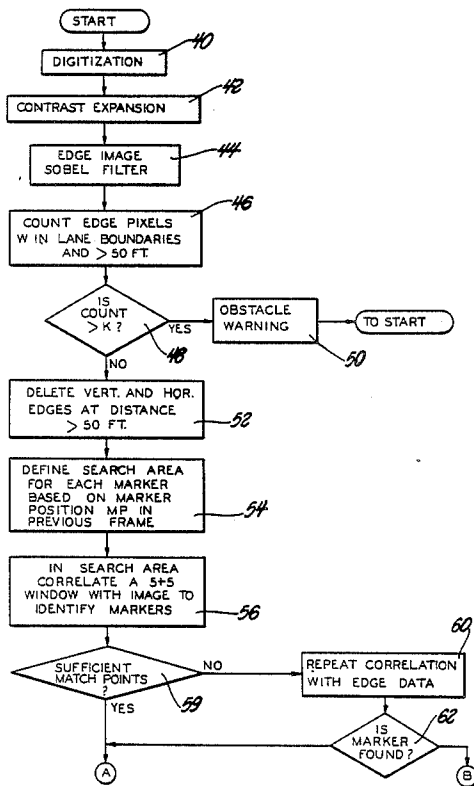 START
40
DIGITIZATION
42
CONTRAST EXPANSION
44
EDGE IMAGE
SOBEL FILTER
46
COUNT EDGE PIXELS
W IN LANE BOUNDARIES
AND > 50 FT.
IS
COUNT
> K ?
48
YES
NO
OBSTACLE
WARNING
50
TO START
DELETE VERT. AND HOR.
EDGES AT DISTANCE
> 50 FT.
52
DEFINE SEARCH AREA
FOR EACH MARKER
BASED ON MARKER
POSITION MP IN
PREVIOUS FRAME
54
IN SEARCH AREA
CORRELATE A 5+5
WINDOW WITH IMAGE TO
IDENTIFY MARKERS
56
SUFFICIENT
MATCH POINTS
?
59
NO
YES
60
REPEAT CORRELATION
WITH EDGE DATA
62
IS
MARKER
FOUND?
A
B